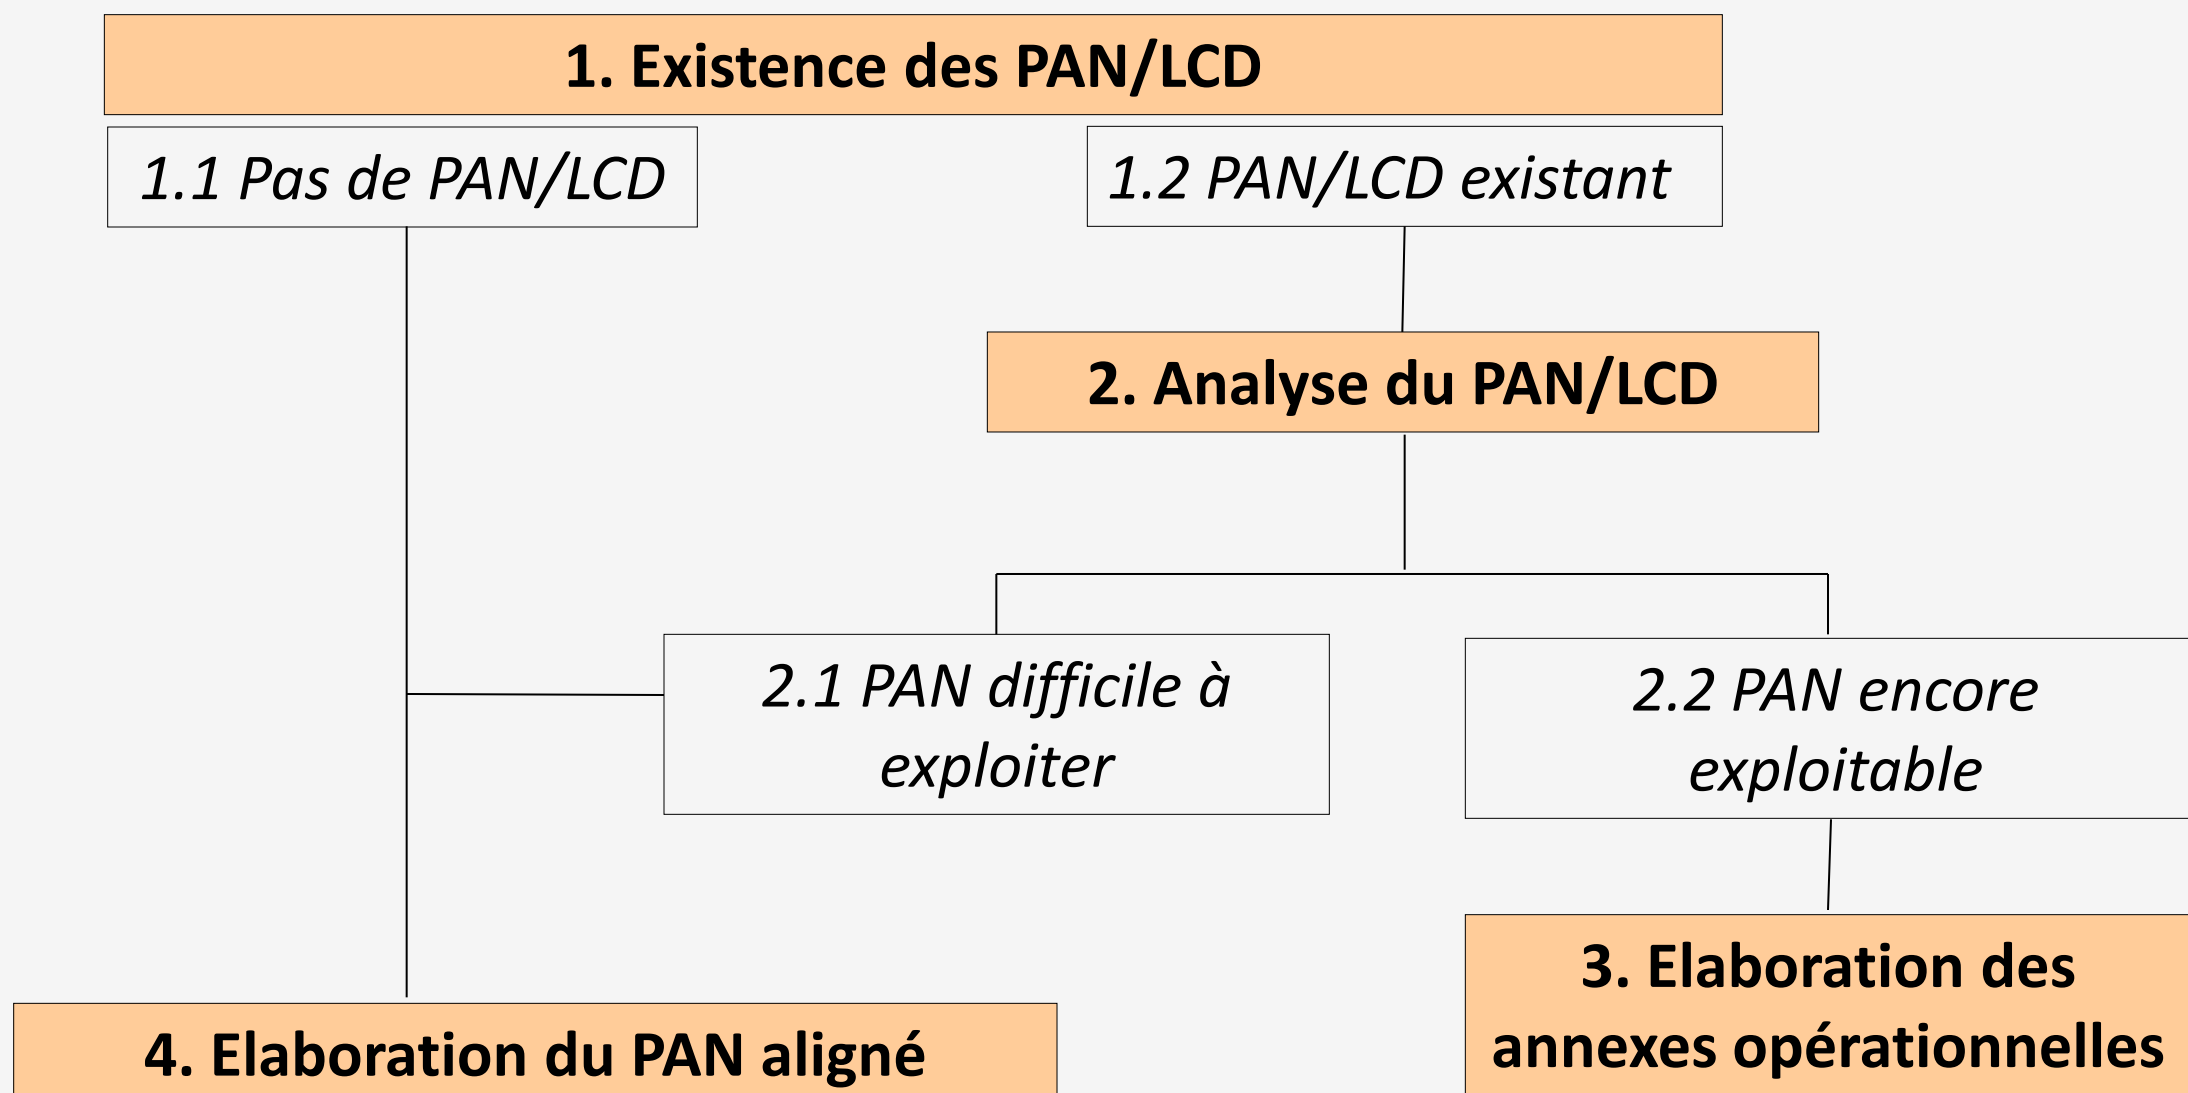 1. Existence des PAN/LCD
1.1 Pas de PAN/LCD
1.2 PAN/LCD existant
2. Analyse du PAN/LCD
2.1 PAN difficile à
exploiter
2.2 PAN encore
exploitable
3. Elaboration des
annexes opérationnelles
4. Elaboration du PAN aligné